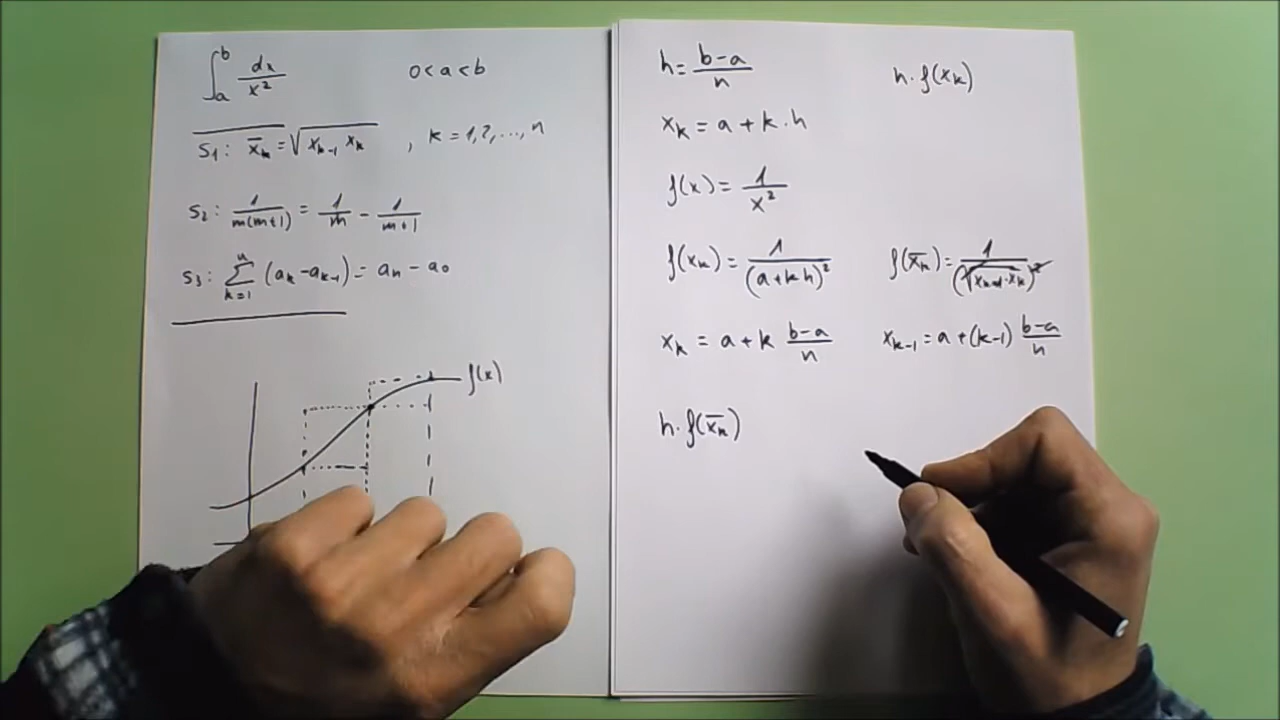 ∫_a^b dx/x² 0<a<b
S₁: x̅ₖ = √(xₖ₋₁ xₖ) , k = 1,2,...,n
S₂: 1/(m(m+1)) = 1/m - 1/(m+1)
S₃: ∑_{k=1}^n (aₖ - aₖ₋₁) = aₙ - a₀
f(x)
h = (b-a)/n h·f(xₖ)
xₖ = a + k·h
f(x) = 1/x²
f(xₖ) = 1/(a+k h)² f(x̅ₖ) = 1/(√(xₖ₋₁·xₖ))²
xₖ = a + k (b-a)/n xₖ₋₁ = a + (k-1) (b-a)/n
h·f(x̅ₖ)